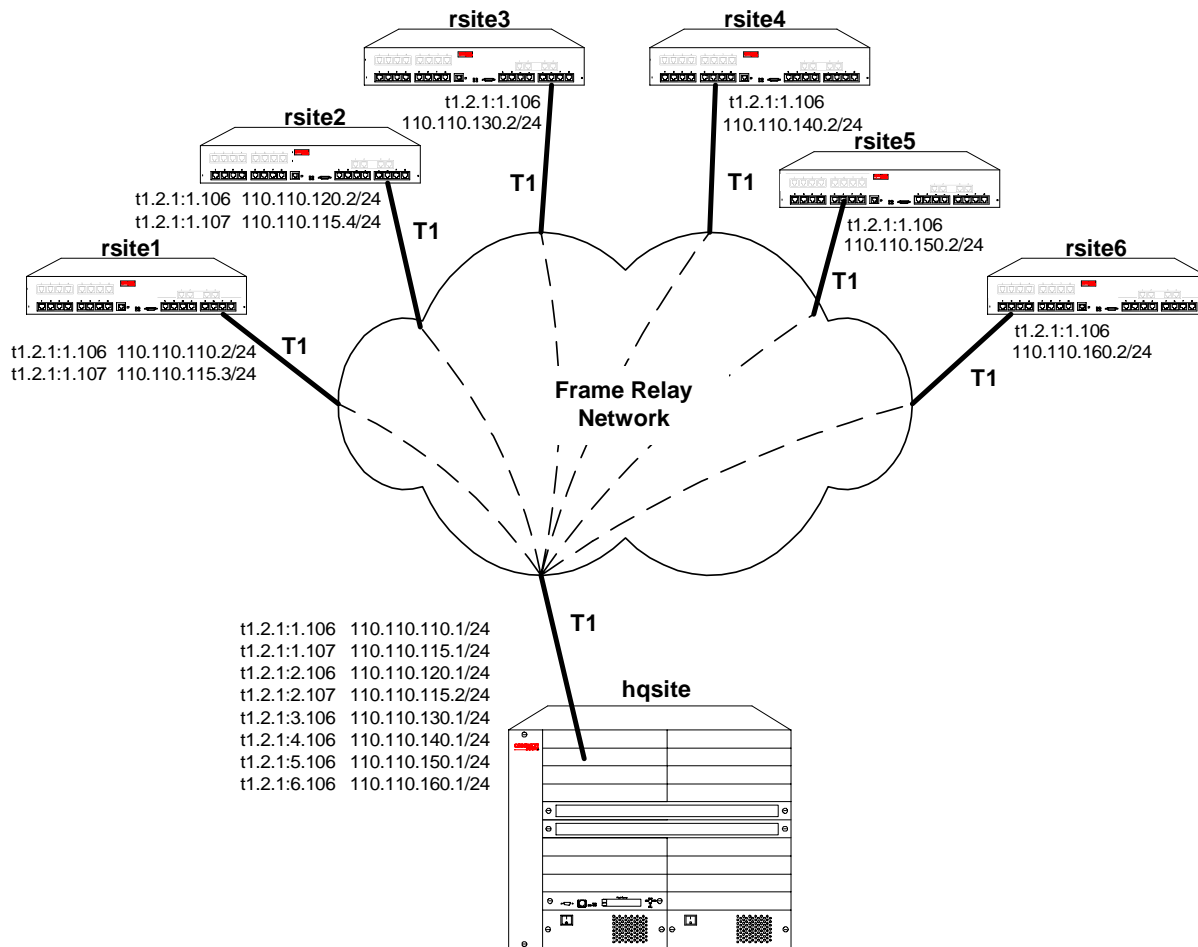 rsite3
t1.2.1:1.106
110.110.130.2/24
T1
rsite4
t1.2.1:1.106
110.110.140.2/24
T1
rsite2
t1.2.1:1.106 110.110.120.2/24
t1.2.1:1.107 110.110.115.4/24
T1
rsite5
t1.2.1:1.106
110.110.150.2/24
T1
rsite1
t1.2.1:1.106 110.110.110.2/24
t1.2.1:1.107 110.110.115.3/24
T1
rsite6
t1.2.1:1.106
110.110.160.2/24
T1
Frame Relay
Network
T1
t1.2.1:1.106 110.110.110.1/24
t1.2.1:1.107 110.110.115.1/24
t1.2.1:2.106 110.110.120.1/24
t1.2.1:2.107 110.110.115.2/24
t1.2.1:3.106 110.110.130.1/24
t1.2.1:4.106 110.110.140.1/24
t1.2.1:5.106 110.110.150.1/24
t1.2.1:6.106 110.110.160.1/24
hqsite